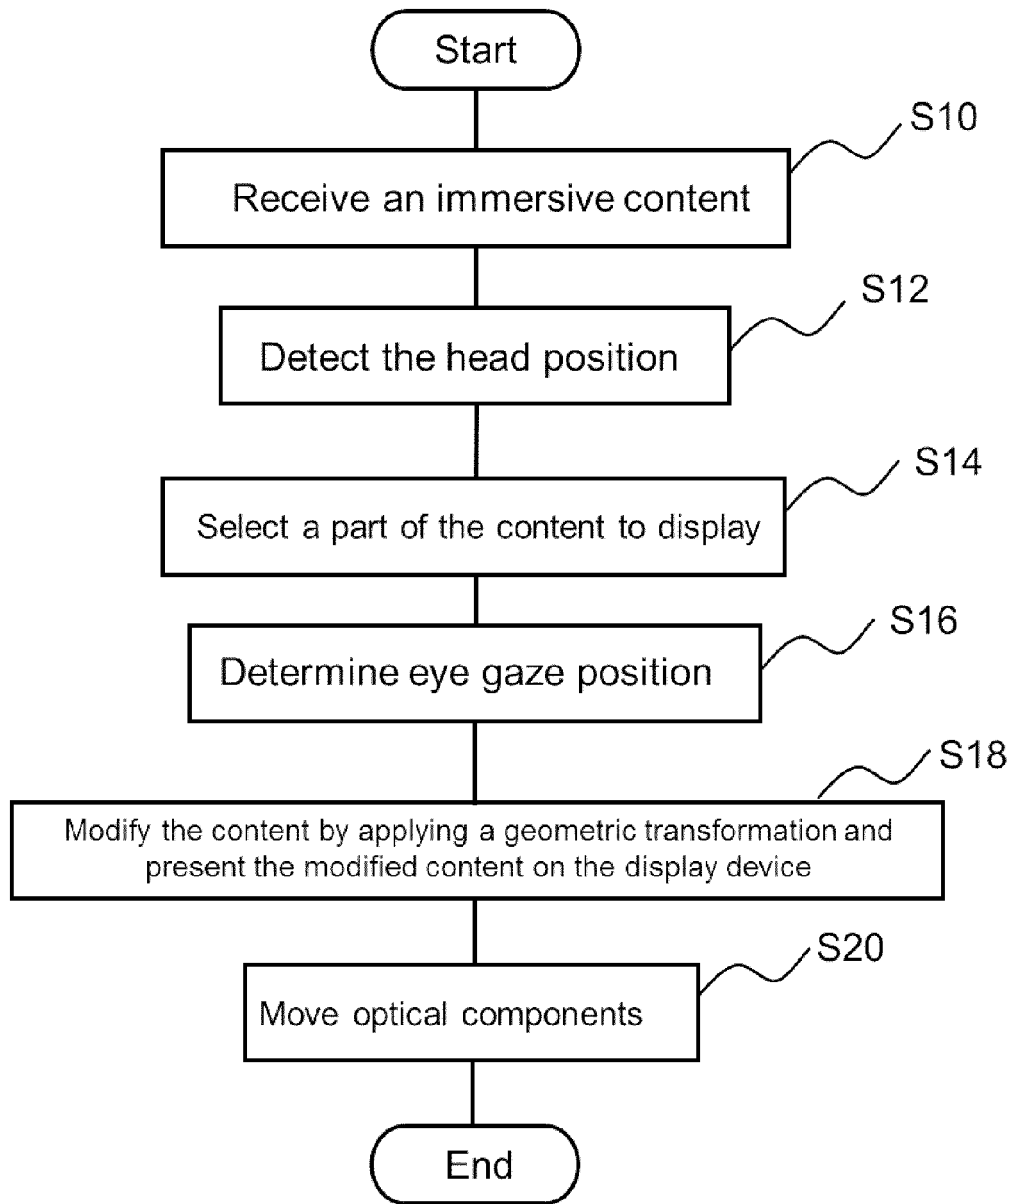 Start
S10
Receive an immersive content
S12
Detect the head position
S14
Select a part of the content to display
S16
Determine eye gaze position
S18
Modify the content by applying a geometric transformation and
present the modified content on the display device
S20
Move optical components
End